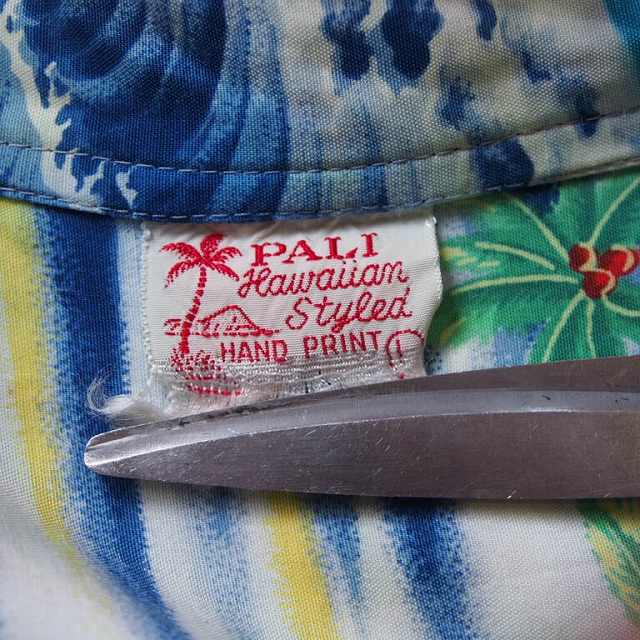 PALI
Hawaiian
Styled
HAND PRINT